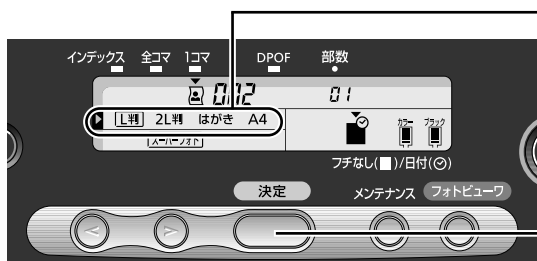 インデックス 全コマ 1コマ DPOF 部数
002 01
L判 2L判 はがき A4
カラー ブラック
スーパーフォト
フチなし(■)/日付(🕘)
決定 メンテナンス フォトビューワ